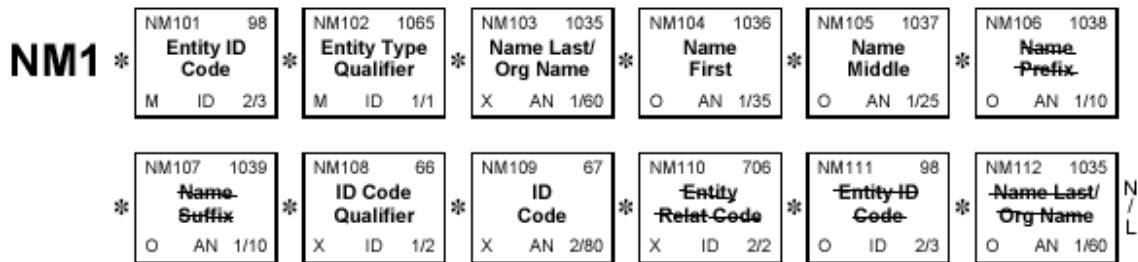 NM101 98 NM102 1065 NM103 1035 NM104 1036 NM105 1037 NM106 1038
NM1 * Entity ID * Entity Type * Name Last/ * Name * Name * Name
Code Qualifier Org Name First Middle Prefix
M ID 2/3 M ID 1/1 X AN 1/60 O AN 1/35 O AN 1/25 O AN 1/10
NM107 1039 NM108 66 NM109 67 NM110 706 NM111 98 NM112 1035
* Name * ID Code * ID * Entity * Entity ID * Name Last/ N
Suffix Qualifier Code Relat Code Code Org Name /
O AN 1/10 X ID 1/2 X AN 2/80 X ID 2/2 O ID 2/3 O AN 1/60 L